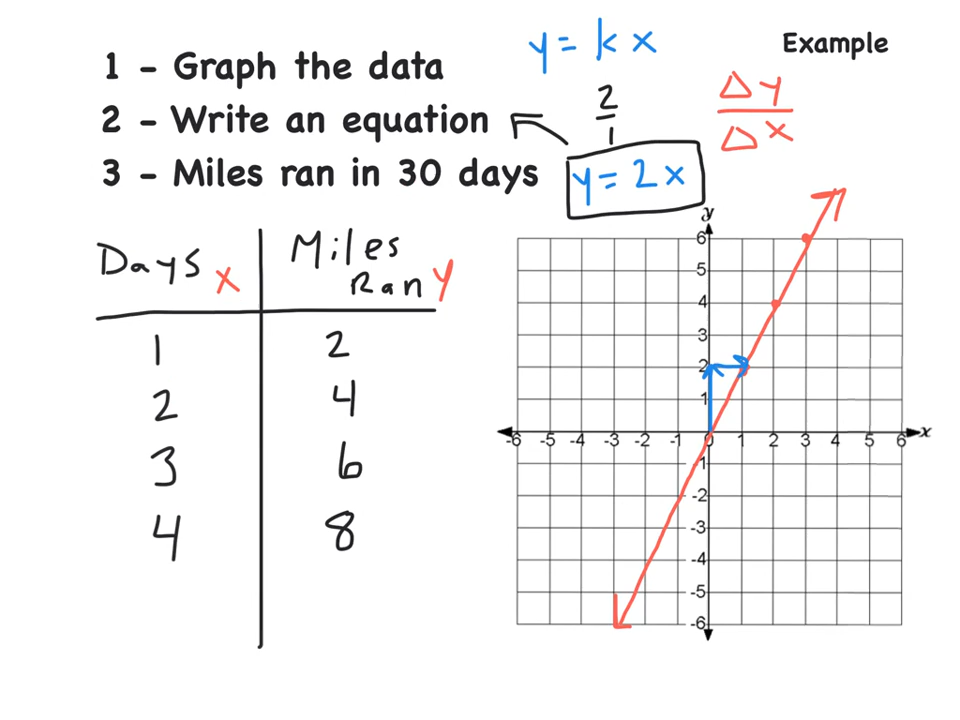 y = k x
Example
1 - Graph the data
2 - Write an equation
2/1
Δy/Δx
3 - Miles ran in 30 days
y = 2x
Days x
Miles Ran y
1 2
2 4
3 6
4 8
y
6
5
4
3
2
1
-6 -5 -4 -3 -2 -1 0 1 2 3 4 5 6 x
-1
-2
-3
-4
-5
-6